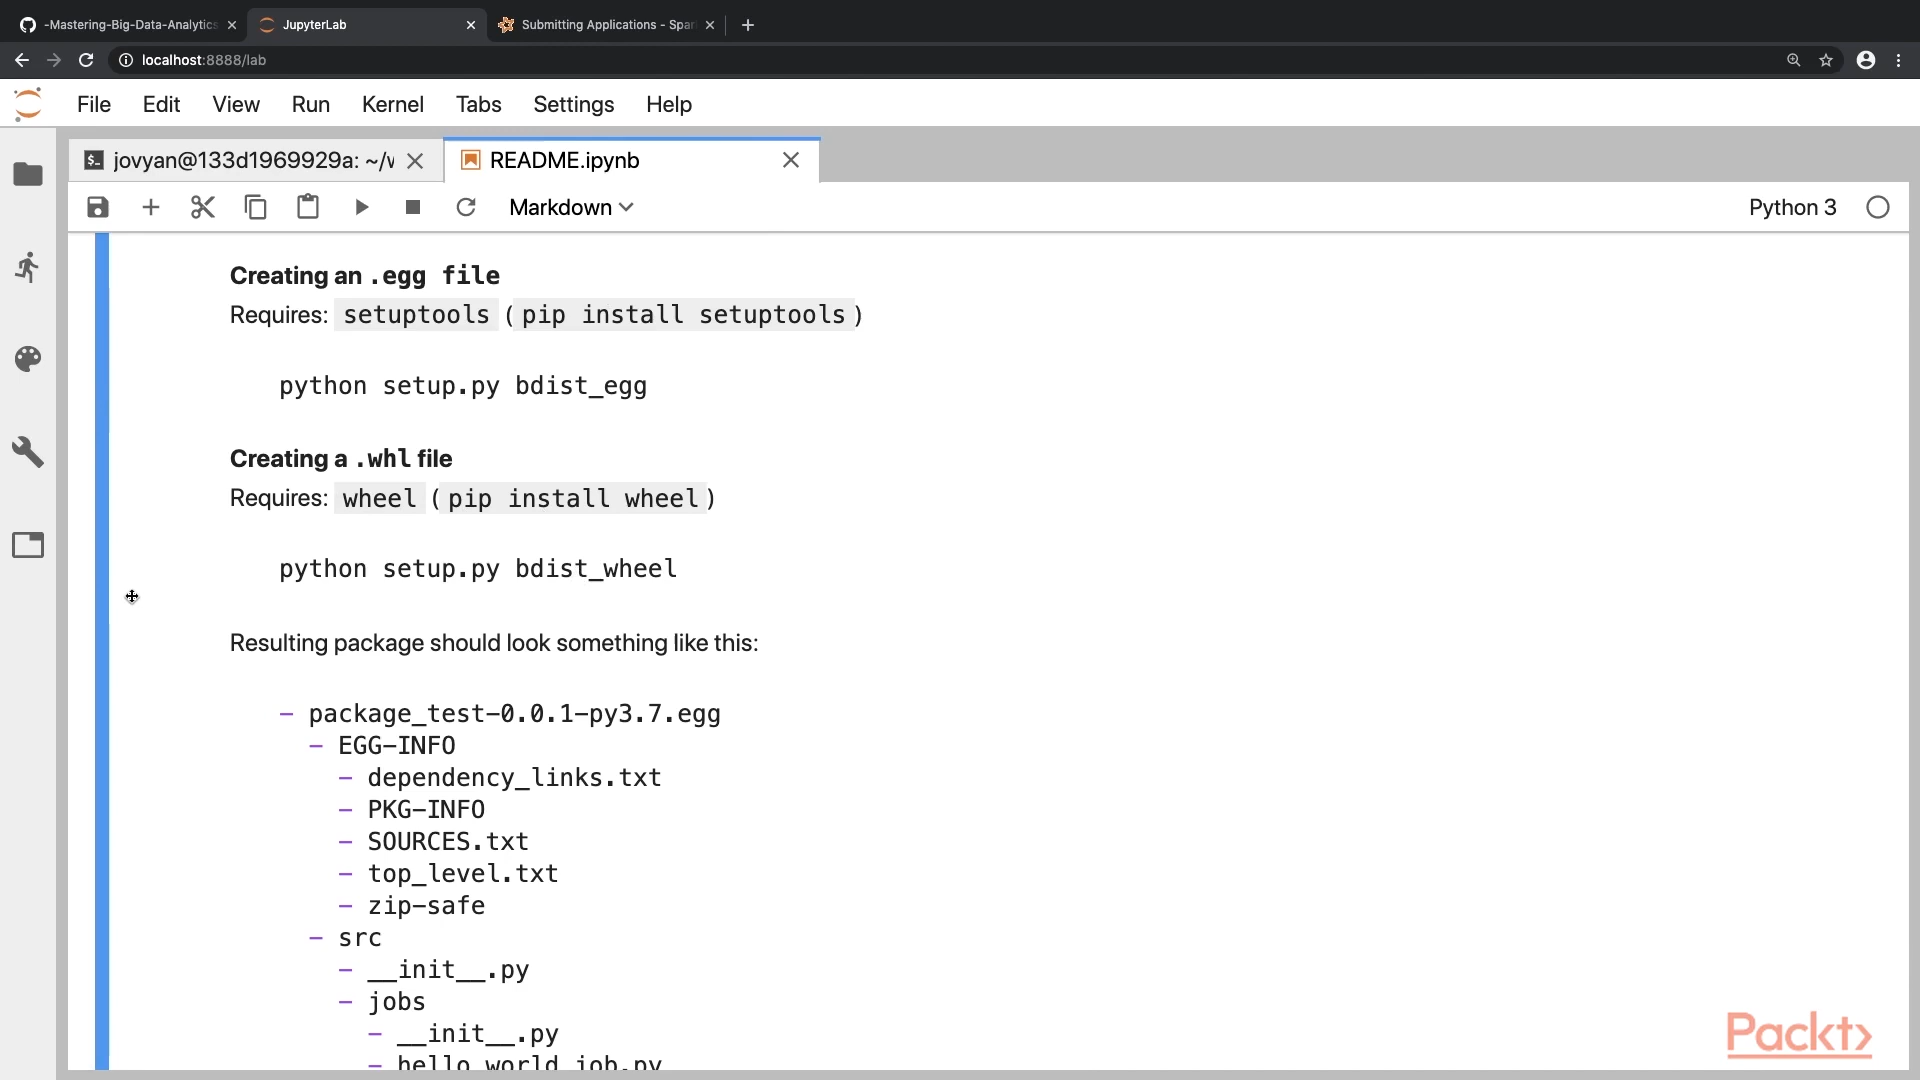 -Mastering-Big-Data-Analytics
JupyterLab
Submitting Applications - Spar
localhost:8888/lab
File Edit View Run Kernel Tabs Settings Help
jovyan@133d1969929a: ~/v
README.ipynb
Markdown
Python 3
Creating an .egg file
Requires: setuptools ( pip install setuptools )
python setup.py bdist_egg
Creating a .whl file
Requires: wheel ( pip install wheel )
python setup.py bdist_wheel
Resulting package should look something like this:
- package_test-0.0.1-py3.7.egg
- EGG-INFO
- dependency_links.txt
- PKG-INFO
- SOURCES.txt
- top_level.txt
- zip-safe
- src
- __init__.py
- jobs
- __init__.py
- hello_world_job.py
Packt>